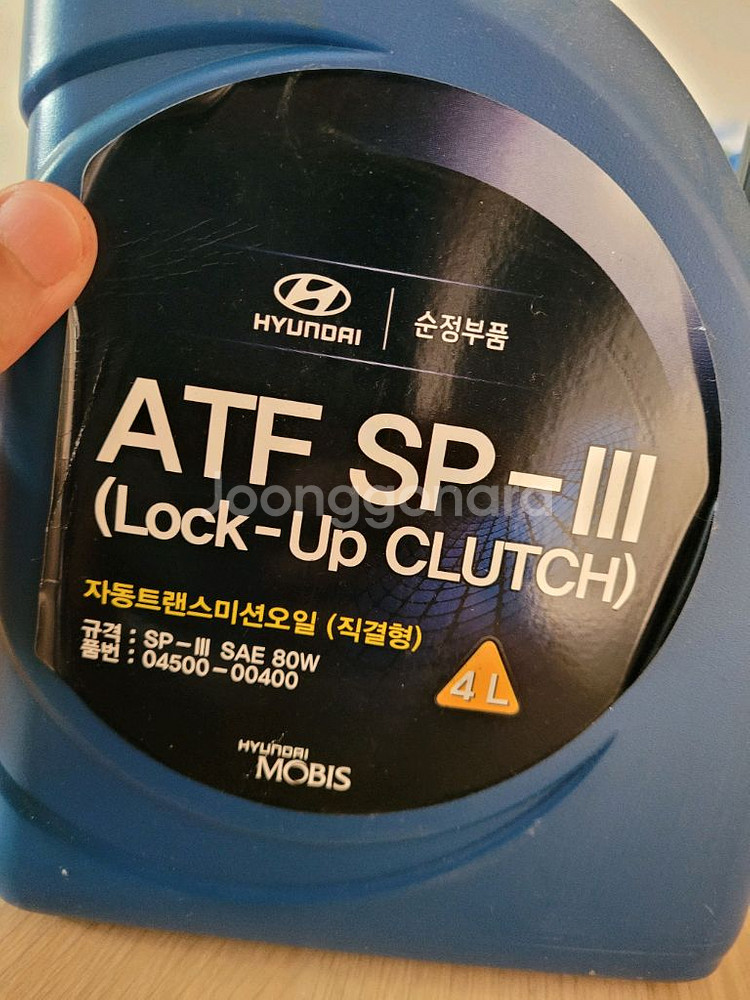 HYUNDAI
순정부품
ATF SP-III
(Lock-Up CLUTCH)
Joonggonara
자동트랜스미션오일 (직결형)
규격 : SP-III SAE 80W
품번 : 04500-00400
4 L
HYUNDAI
MOBIS